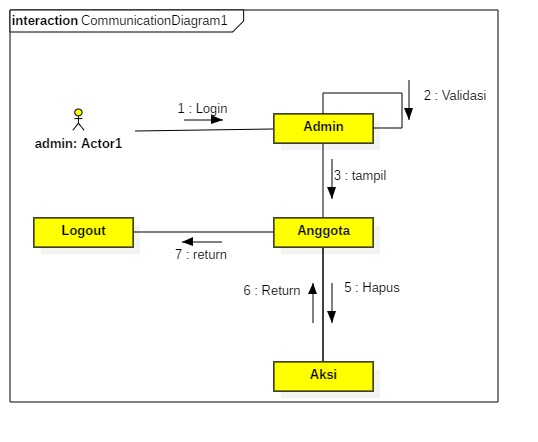 interaction CommunicationDiagram1
1 : Login
2 : Validasi
Admin
admin: Actor1
3 : tampil
Logout
Anggota
7 : return
6 : Return
5 : Hapus
Aksi